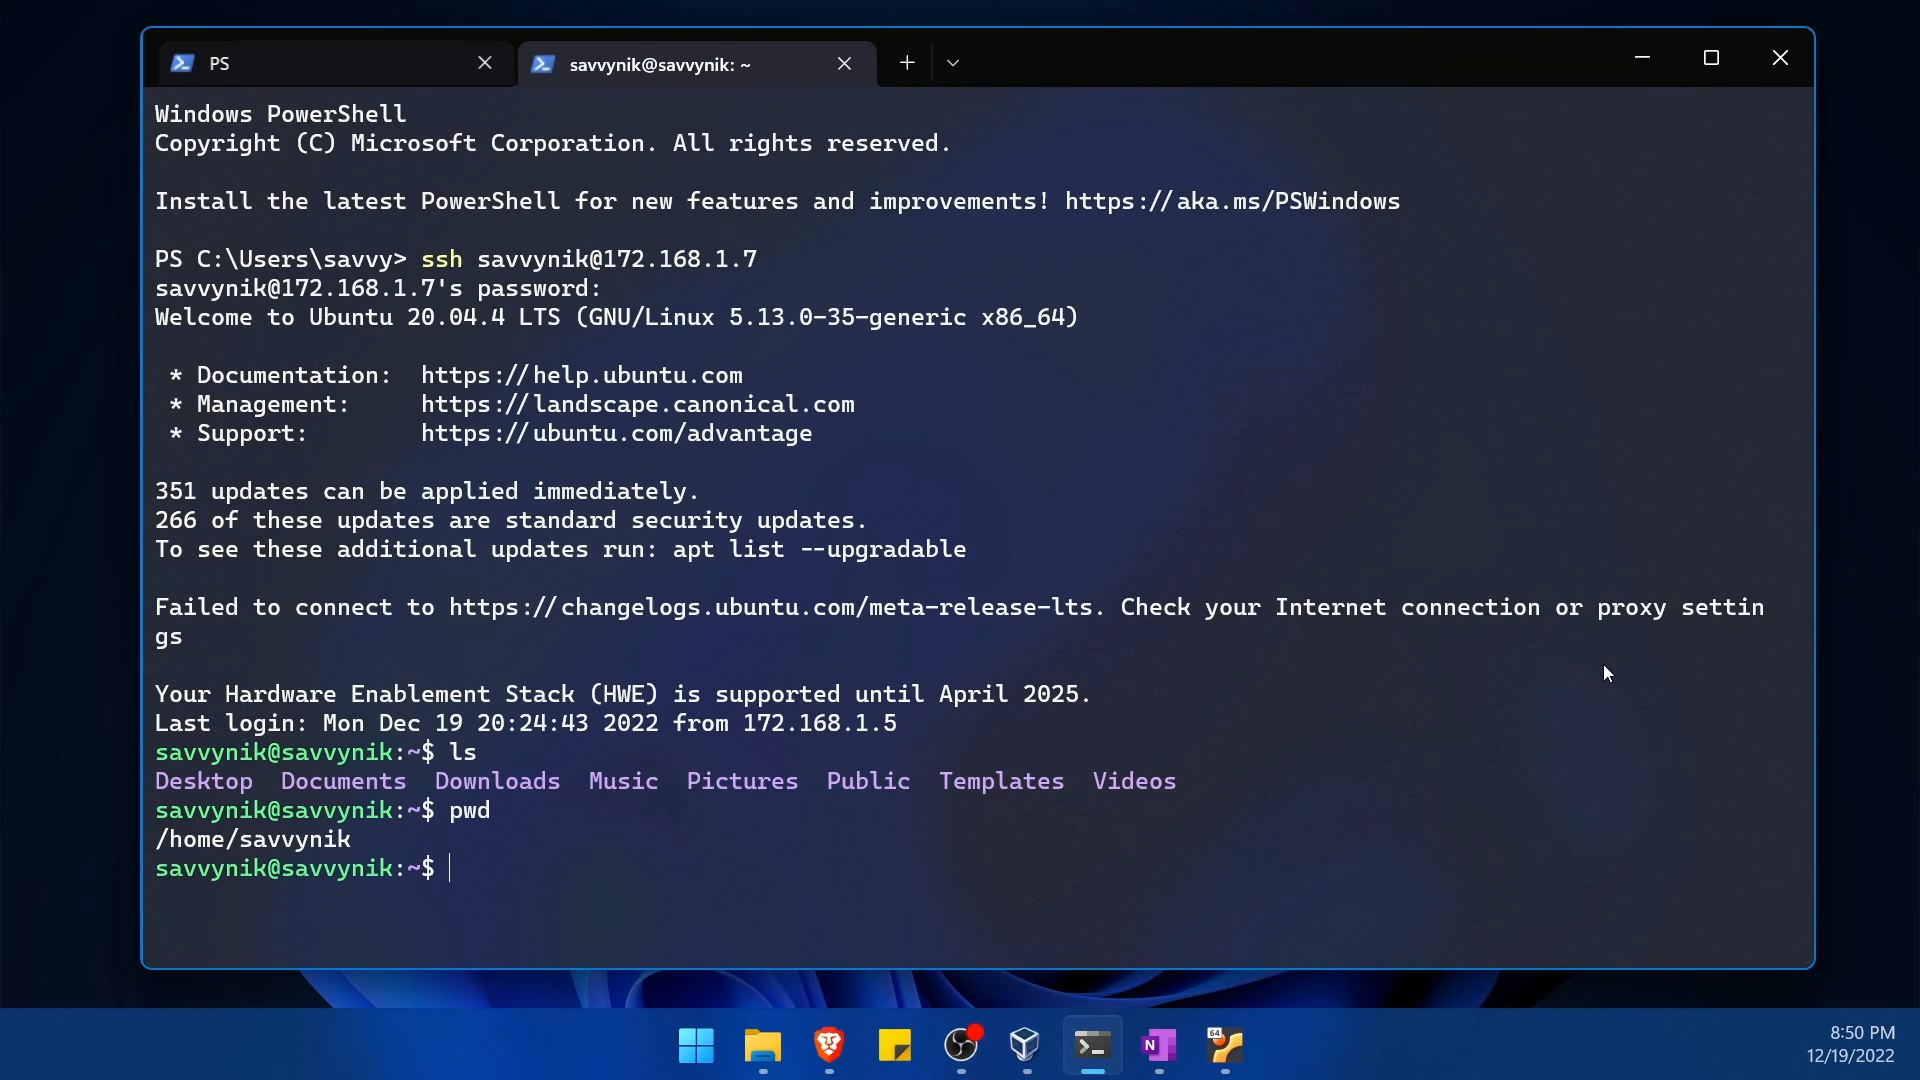 PS
savvynik@savvynik: ~
Windows PowerShell
Copyright (C) Microsoft Corporation. All rights reserved.
Install the latest PowerShell for new features and improvements! https://aka.ms/PSWindows
PS C:\Users\savvy> ssh savvynik@172.168.1.7
savvynik@172.168.1.7's password:
Welcome to Ubuntu 20.04.4 LTS (GNU/Linux 5.13.0-35-generic x86_64)
* Documentation:  https://help.ubuntu.com
* Management:     https://landscape.canonical.com
* Support:        https://ubuntu.com/advantage
351 updates can be applied immediately.
266 of these updates are standard security updates.
To see these additional updates run: apt list --upgradable
Failed to connect to https://changelogs.ubuntu.com/meta-release-lts. Check your Internet connection or proxy settin
gs
Your Hardware Enablement Stack (HWE) is supported until April 2025.
Last login: Mon Dec 19 20:24:43 2022 from 172.168.1.5
savvynik@savvynik:~$ ls
Desktop  Documents  Downloads  Music  Pictures  Public  Templates  Videos
savvynik@savvynik:~$ pwd
/home/savvynik
savvynik@savvynik:~$
N
64
8:50 PM
12/19/2022